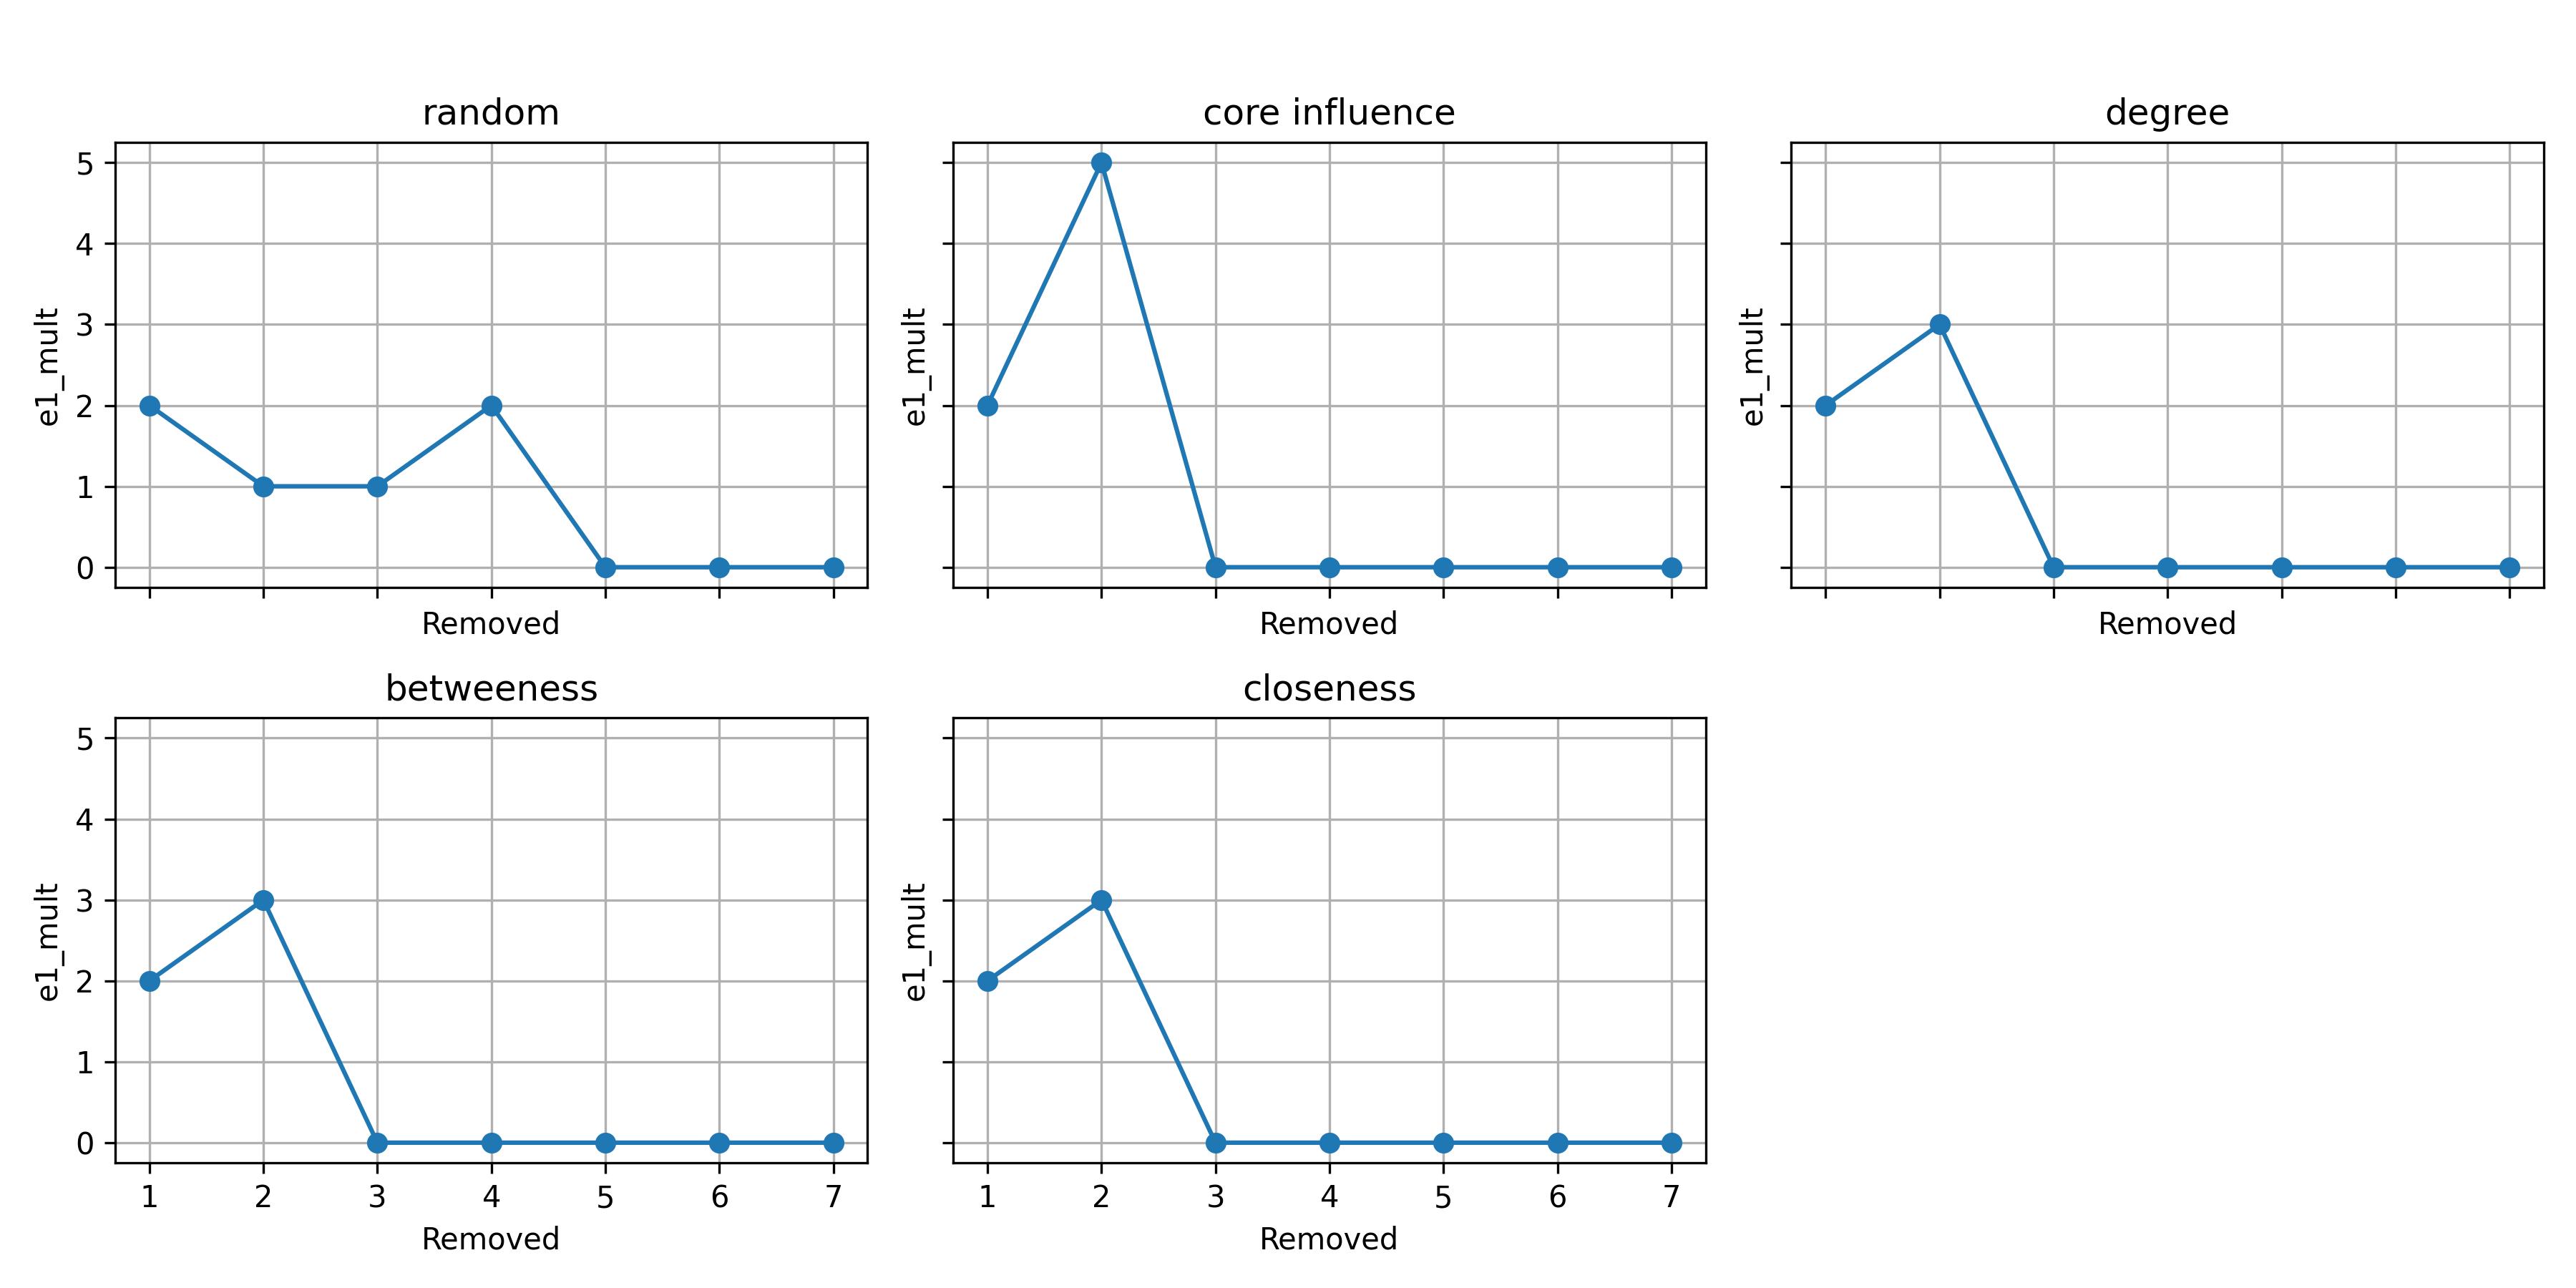 random
5
4
3
2
1
0
e1_mult
Removed
core influence
e1_mult
Removed
degree
e1_mult
Removed
betweeness
5
4
3
2
1
0
e1_mult
1 2 3 4 5 6 7
Removed
closeness
e1_mult
1 2 3 4 5 6 7
Removed